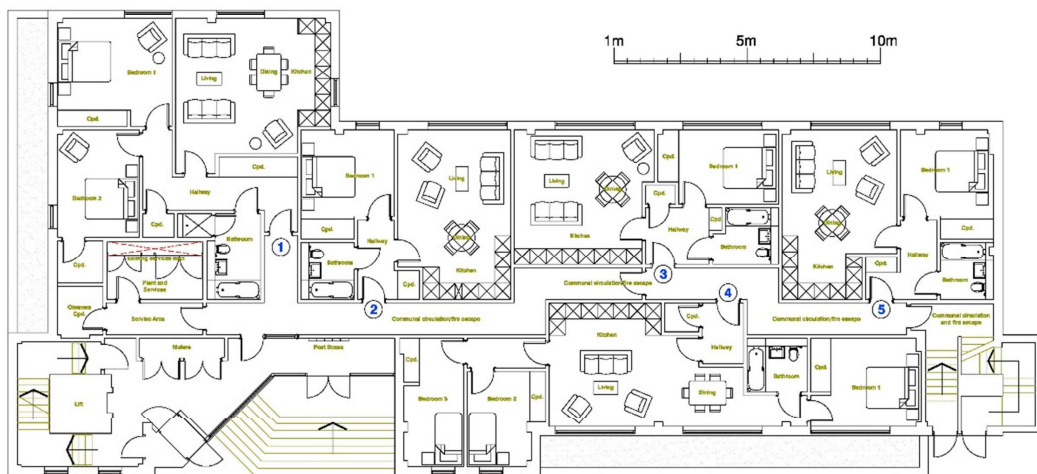 1m 5m 10m
Bedroom 1
Living
Dining
Kitchen
Cpd.
Bedroom 2
Cpd.
Hallway
Cpd.
Cpd.
Bathroom
1
Plant and
Services
Cleaners
Cpd.
Service Area
Meters
Post Boxes
Lift
Bedroom 1
Cpd.
Hallway
Bathroom
2
Living
Dining
Kitchen
Cpd.
Communal circulation/fire escape
Living
Dining
Kitchen
Cpd.
Bedroom 1
Cpd.
Cpd.
Hallway
Bathroom
3
Communal circulation/fire escape
4
Living
Dining
Kitchen
Cpd.
Bedroom 1
Hallway
Bathroom
5
Communal circulation/fire escape
Communal circulation
and fire escape
Cpd.
Bedroom 3
Bedroom 2
Cpd.
Kitchen
Living
Dining
Cpd.
Hallway
Bathroom
Cpd.
Bedroom 1